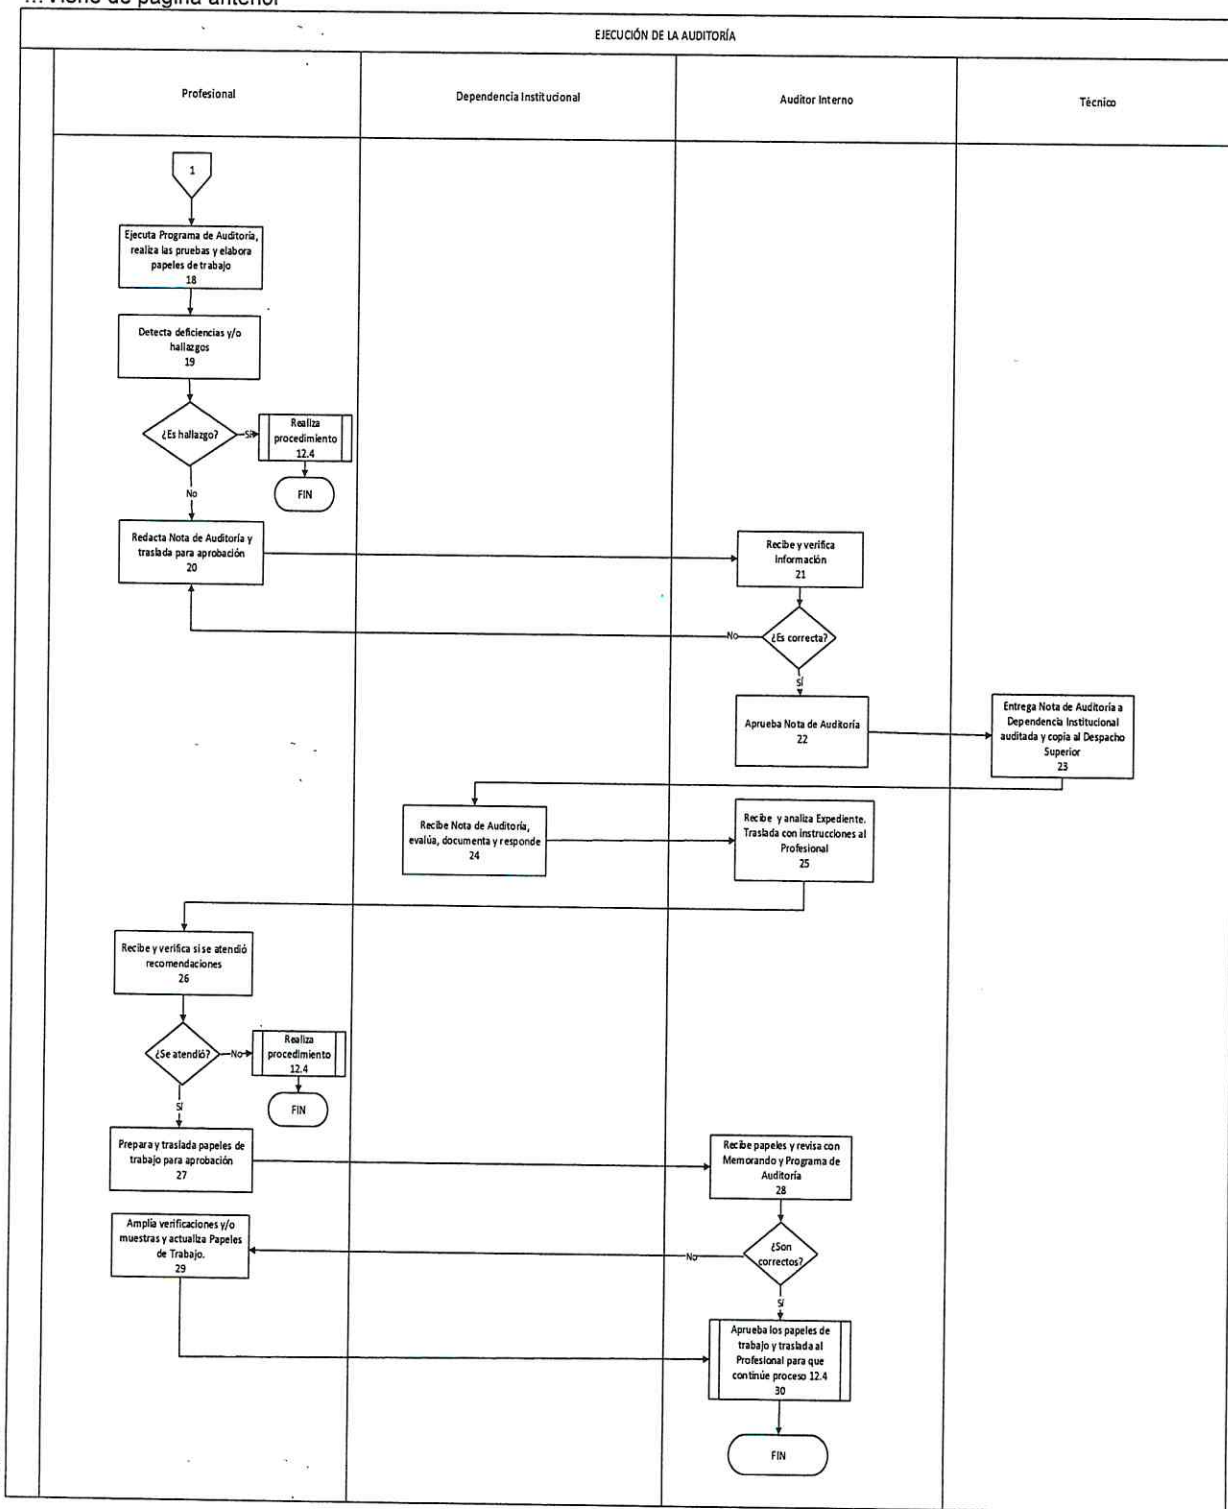 ...Viene de página anterior
EJECUCIÓN DE LA AUDITORÍA
Profesional
Dependencia Institucional
Auditor Interno
Técnico
1
Ejecuta Programa de Auditoría,
realiza las pruebas y elabora
papeles de trabajo
18
Detecta deficiencias y/o
hallazgos
19
¿Es hallazgo?
Sí
Realiza
procedimiento
12.4
FIN
No
Redacta Nota de Auditoría y
traslada para aprobación
20
Recibe y verifica
Información
21
¿Es correcta?
No
Sí
Aprueba Nota de Auditoría
22
Entrega Nota de Auditoría a
Dependencia Institucional
auditada y copia al Despacho
Superior
23
Recibe Nota de Auditoría,
evalúa, documenta y responde
24
Recibe y analiza Expediente.
Traslada con instrucciones al
Profesional
25
Recibe y verifica si se atendió
recomendaciones
26
¿Se atendió?
No
Realiza
procedimiento
12.4
FIN
Sí
Prepara y traslada papeles de
trabajo para aprobación
27
Recibe papeles y revisa con
Memorando y Programa de
Auditoría
28
Amplía verificaciones y/o
muestras y actualiza Papeles
de Trabajo.
29
¿Son
correctos?
No
Sí
Aprueba los papeles de
trabajo y traslada al
Profesional para que
continúe proceso 12.4
30
FIN